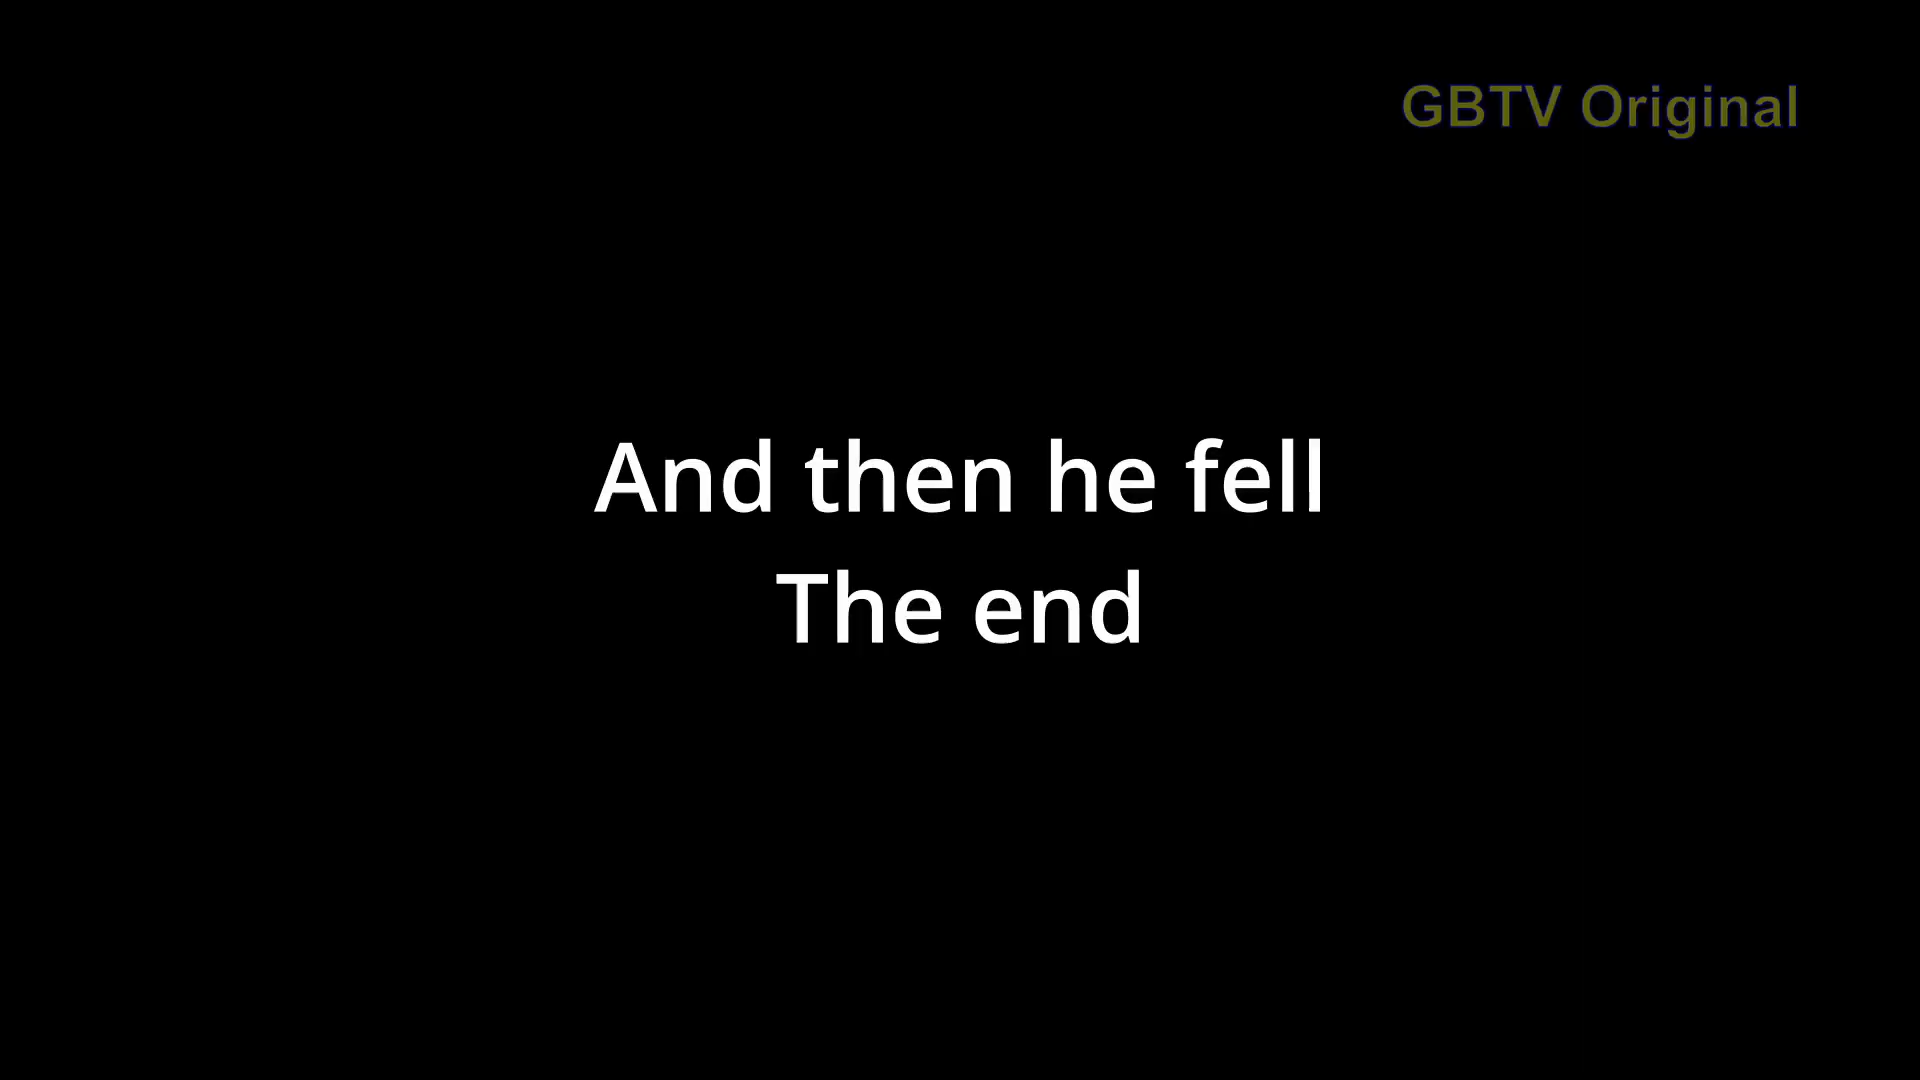 GBTV Original
And then he fell
The end